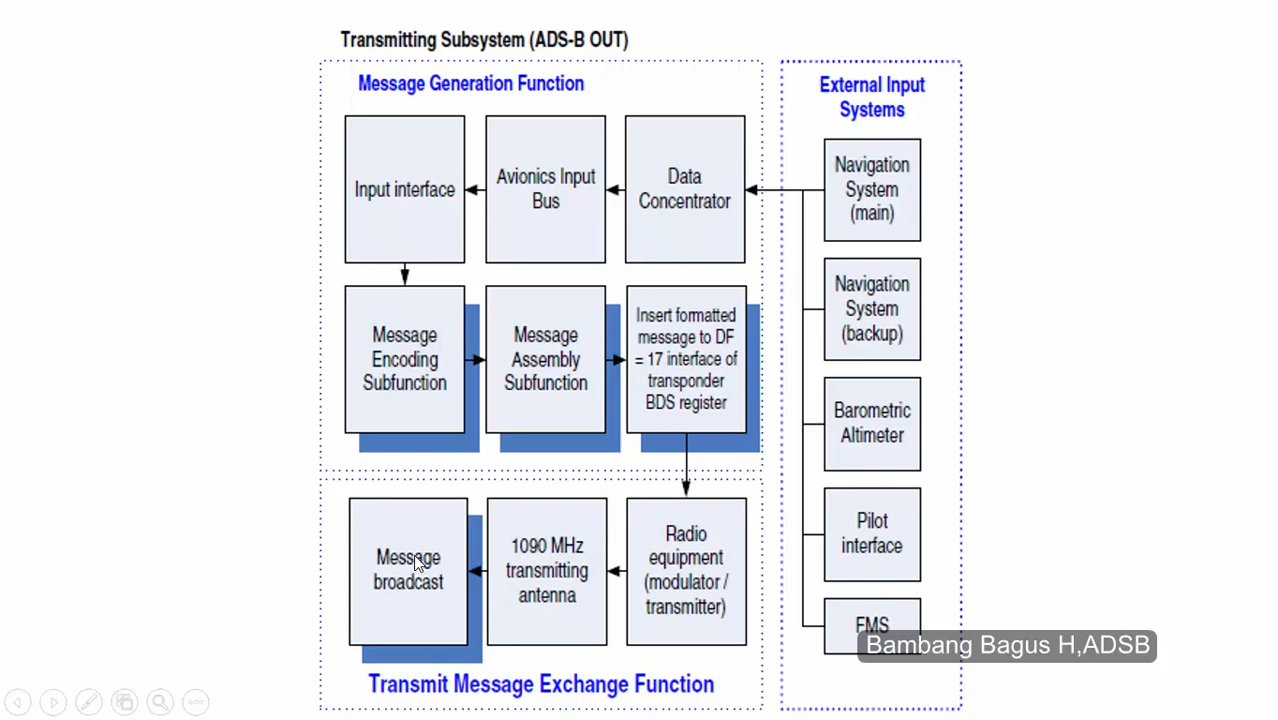 Transmitting Subsystem (ADS-B OUT)
Message Generation Function
Input interface
Avionics Input
Bus
Data
Concentrator
Message
Encoding
Subfunction
Message
Assembly
Subfunction
Insert formatted
message to DF
= 17 interface of
transponder
BDS register
Message
broadcast
1090 MHz
transmitting
antenna
Radio
equipment
(modulator /
transmitter)
Transmit Message Exchange Function
External Input
Systems
Navigation
System
(main)
Navigation
System
(backup)
Barometric
Altimeter
Pilot
interface
FMS
Bambang Bagus H,ADSB